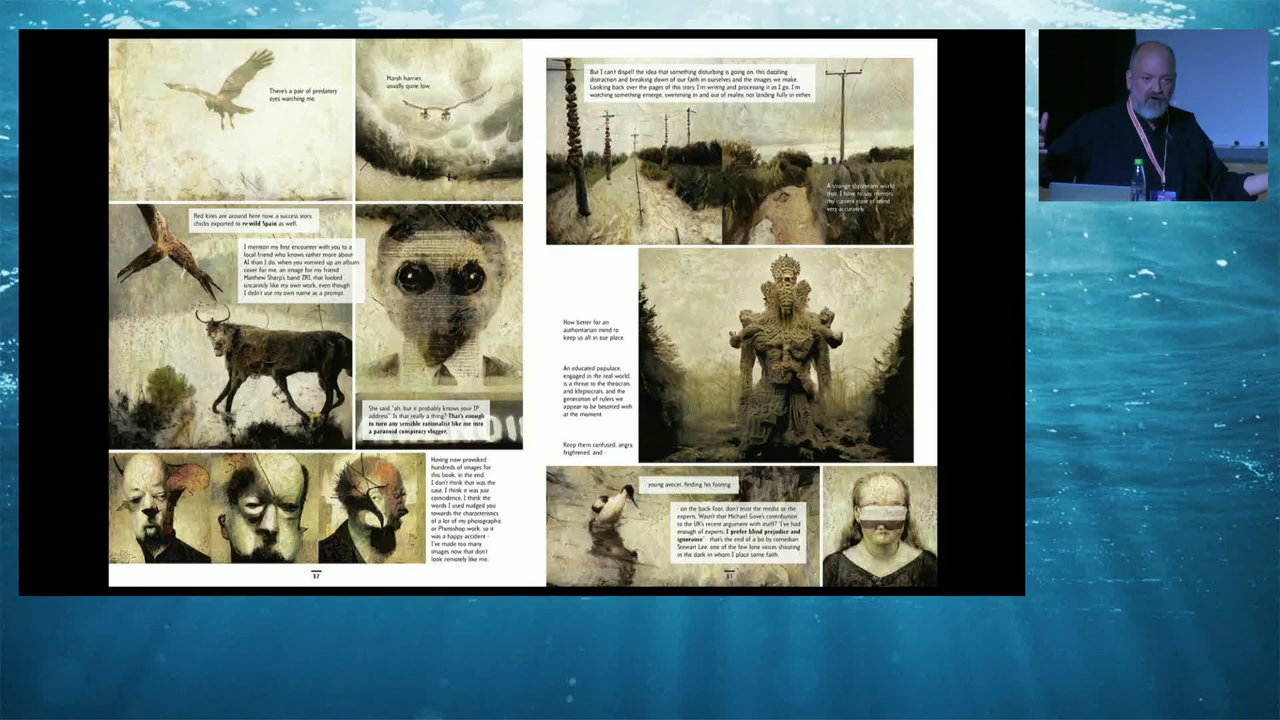 There's a pair of predatory
eyes watching me.
Marsh harrier,
usually quite low.
Red kites are around here now, a success story,
chicks exported to re-wild Spain as well.
I mention my first encounter with you to a
local friend who knows rather more about
AI than I do, when you vomited up an album
cover for me, an image for my friend
Matthew Sharp's band ZRI, that looked
uncannily like my own work, even though
I didn't use my own name as a prompt.
She said, "ah, but it probably knows your IP
address". Is that really a thing? That's enough
to turn any sensible rationalist like me into
a paranoid conspiracy vlogger.
Having now provoked
hundreds of images for
this book, in the end,
I don't think that was the
case. I think it was just
coincidence. I think the
words I used nudged you
towards the characteristics
of a lot of my photographic
or Photoshop work, so it
was a happy accident -
I've made too many
images now that don't
look remotely like me.
But I can't dispell the idea that something disturbing is going on, this dazzling
distraction and breaking down of our faith in ourselves and the images we make.
Looking back over the pages of this story, I'm writing and processing it as I go, I'm
watching something emerge, swimming in and out of reality, not landing fully in either.
A strange slipstream world
that, I have to say, mirrors
my current state of mind
very accurately.
How better for an
authoritarian mind to
keep us all in our place
An educated populace,
engaged in the real world,
is a threat to the theocrats
and kleptocrats, and the
generation of rulers we
appear to be besotted with
at the moment.
Keep them confused, angry,
frightened, and -
young avocet, finding his footing.
- on the back foot, don't trust the media or the
experts. Wasn't that Michael Gove's contribution
to the UK's recent argument with itself? "I've had
enough of experts, I prefer blind prejudice and
ignorance" - that's the end of a bit by comedian
Stewart Lee, one of the few lone voices shouting
in the dark in whom I place some faith.